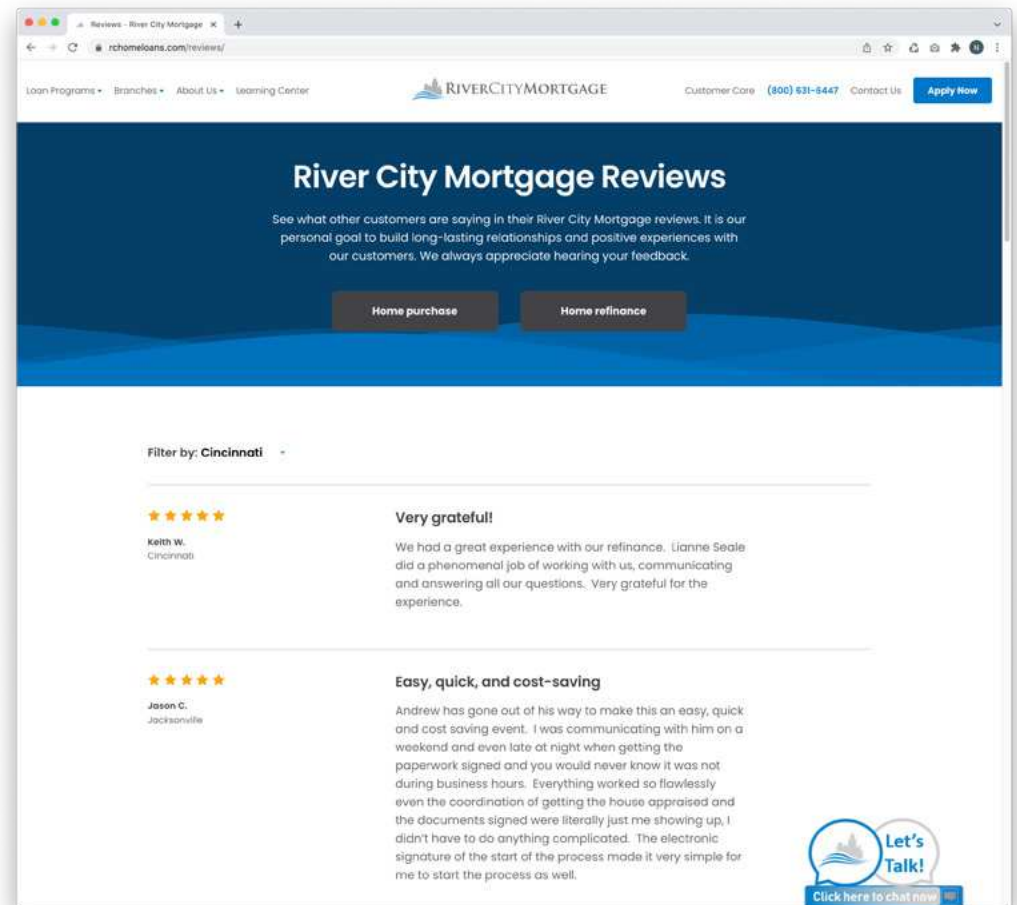 Reviews - River City Mortgage
rchomeloans.com/reviews/
N
Loan Programs Branches About Us Learning Center
RIVERCITYMORTGAGE
Customer Care (800) 631-6447 Contact Us Apply Now
River City Mortgage Reviews
See what other customers are saying in their River City Mortgage reviews. It is our
personal goal to build long-lasting relationships and positive experiences with
our customers. We always appreciate hearing your feedback.
Home purchase Home refinance
Filter by: Cincinnati
Very grateful!
Keith W.
Cincinnati
We had a great experience with our refinance. Lianne Seale
did a phenomenal job of working with us, communicating
and answering all our questions. Very grateful for the
experience.
Easy, quick, and cost-saving
Jason C.
Jacksonville
Andrew has gone out of his way to make this an easy, quick
and cost saving event. I was communicating with him on a
weekend and even late at night when getting the
paperwork signed and you would never know it was not
during business hours. Everything worked so flawlessly
even the coordination of getting the house appraised and
the documents signed were literally just me showing up, I
didn't have to do anything complicated. The electronic
signature of the start of the process made it very simple for
me to start the process as well.
Let's
Talk!
Click here to chat now